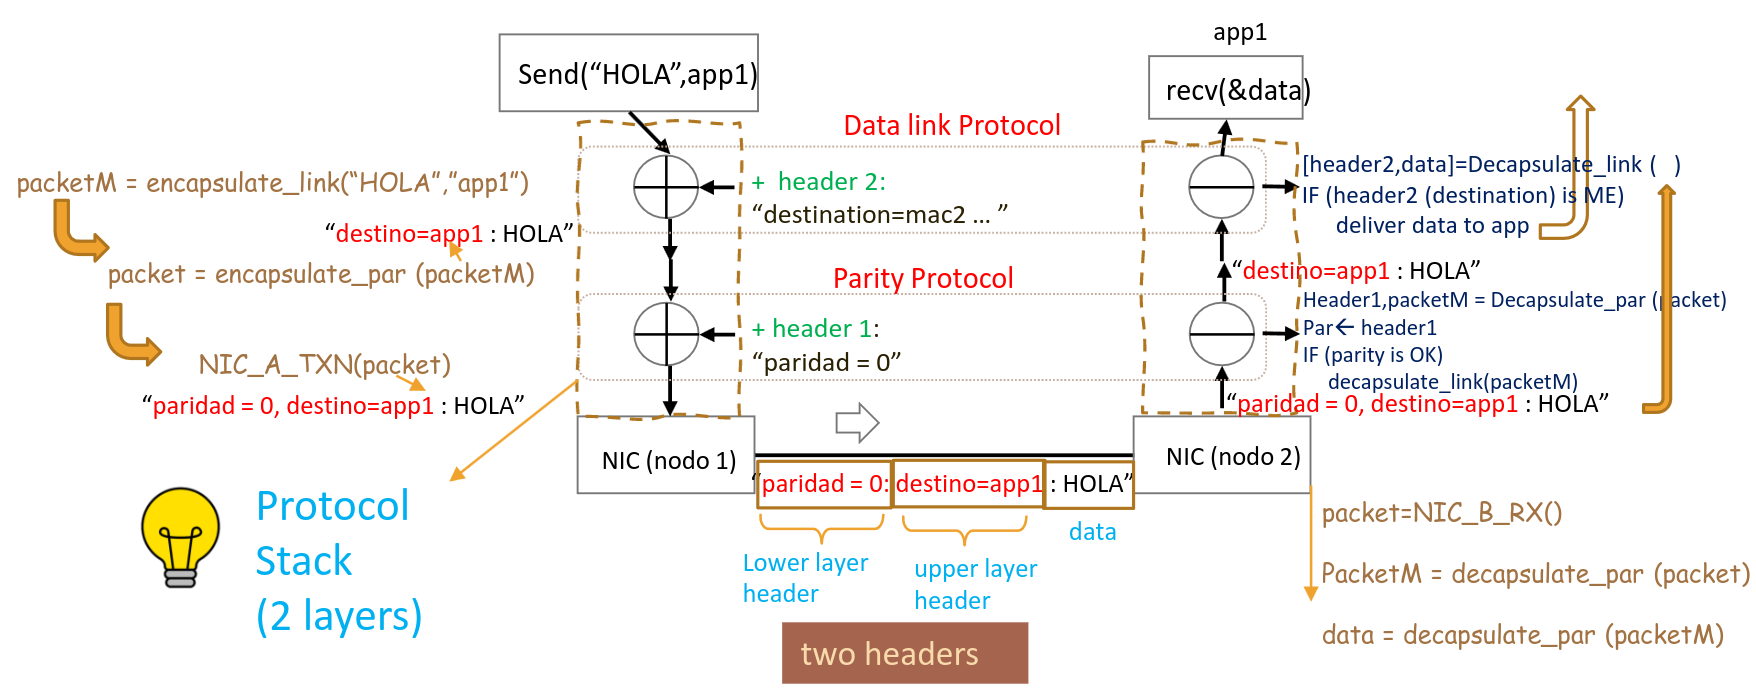 app1
Send(“HOLA”,app1)
recv(&data)
Data link Protocol
packetM = encapsulate_link(“HOLA”,”app1”)
+ header 2:
“destination=mac2 ... ”
[header2,data]=Decapsulate_link ( )
IF (header2 (destination) is ME)
deliver data to app
“destino=app1 : HOLA”
packet = encapsulate_par (packetM)
Parity Protocol
“destino=app1 : HOLA”
Header1,packetM = Decapsulate_par (packet)
Par← header1
IF (parity is OK)
decapsulate_link(packetM)
+ header 1:
“paridad = 0”
NIC_A_TXN(packet)
“paridad = 0, destino=app1 : HOLA”
“paridad = 0, destino=app1 : HOLA”
NIC (nodo 1)
NIC (nodo 2)
“paridad = 0: destino=app1 : HOLA”
Protocol
Stack
(2 layers)
Lower layer
header
upper layer
header
data
two headers
packet=NIC_B_RX()
PacketM = decapsulate_par (packet)
data = decapsulate_par (packetM)